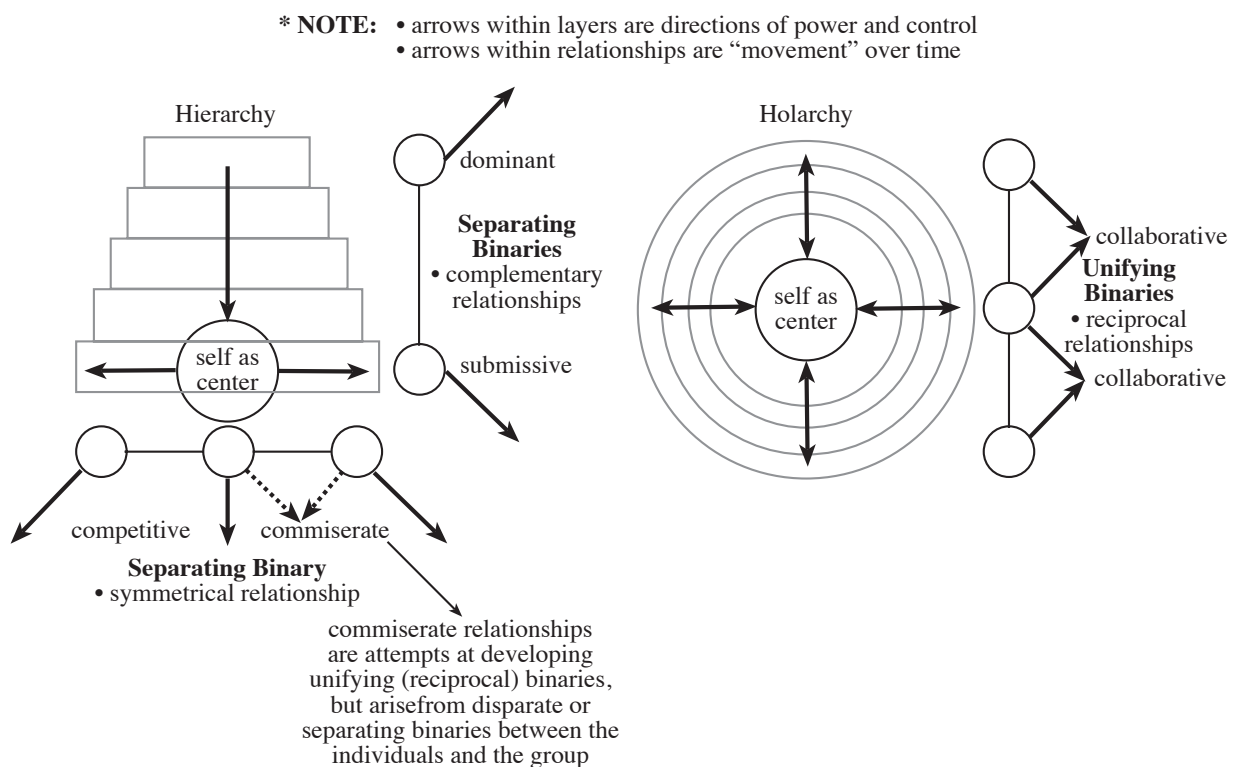 * NOTE: • arrows within layers are directions of power and control
• arrows within relationships are “movement” over time
Hierarchy
self as
center
dominant
Separating
Binaries
• complementary
relationships
submissive
competitive
commiserate
Separating Binary
• symmetrical relationship
commiserate relationships
are attempts at developing
unifying (reciprocal) binaries,
but arisefrom disparate or
separating binaries between the
individuals and the group
Holarchy
self as
center
collaborative
Unifying
Binaries
• reciprocal
relationships
collaborative